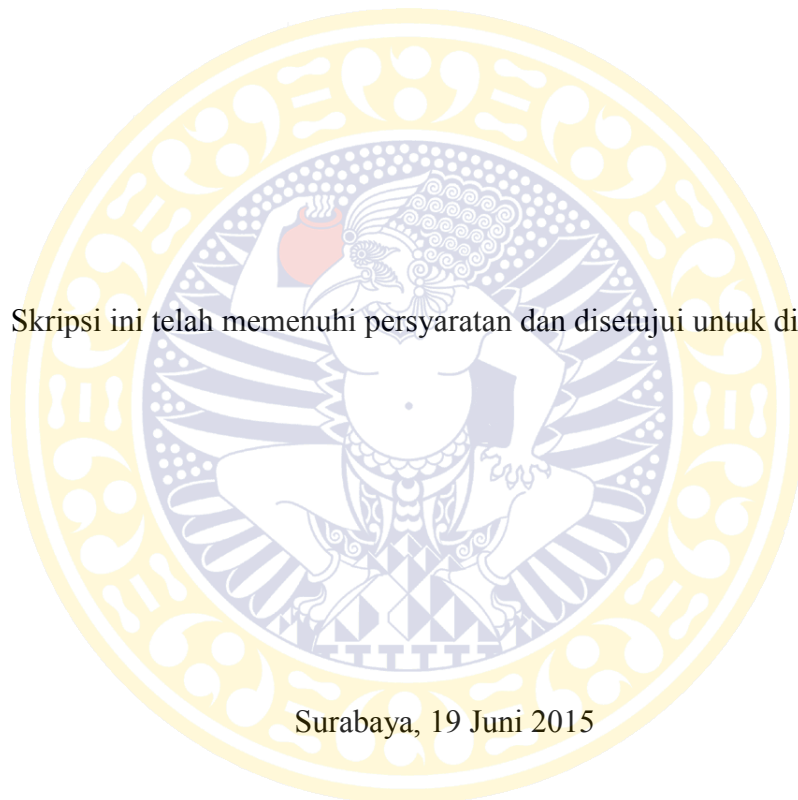 Skripsi ini telah memenuhi persyaratan dan disetujui untuk di
Surabaya, 19 Juni 2015